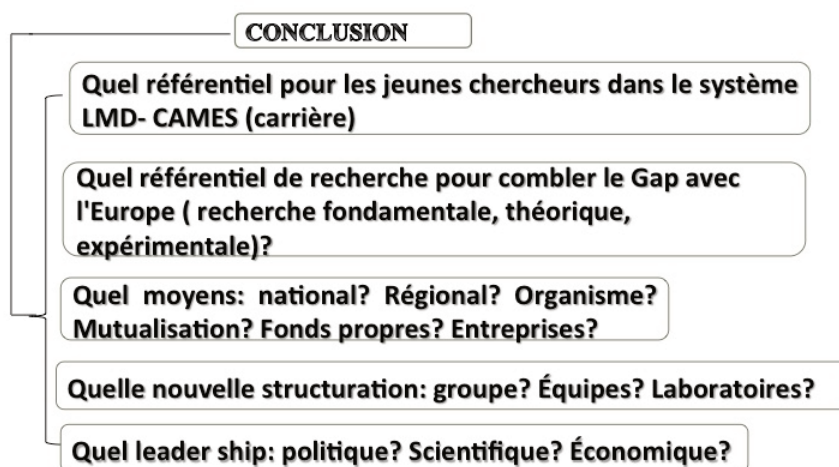 CONCLUSION
Quel référentiel pour les jeunes chercheurs dans le système
LMD- CAMES (carrière)
Quel référentiel de recherche pour combler le Gap avec
l'Europe ( recherche fondamentale, théorique,
expérimentale)?
Quel moyens: national? Régional? Organisme?
Mutualisation? Fonds propres? Entreprises?
Quelle nouvelle structuration: groupe? Équipes? Laboratoires?
Quel leader ship: politique? Scientifique? Économique?